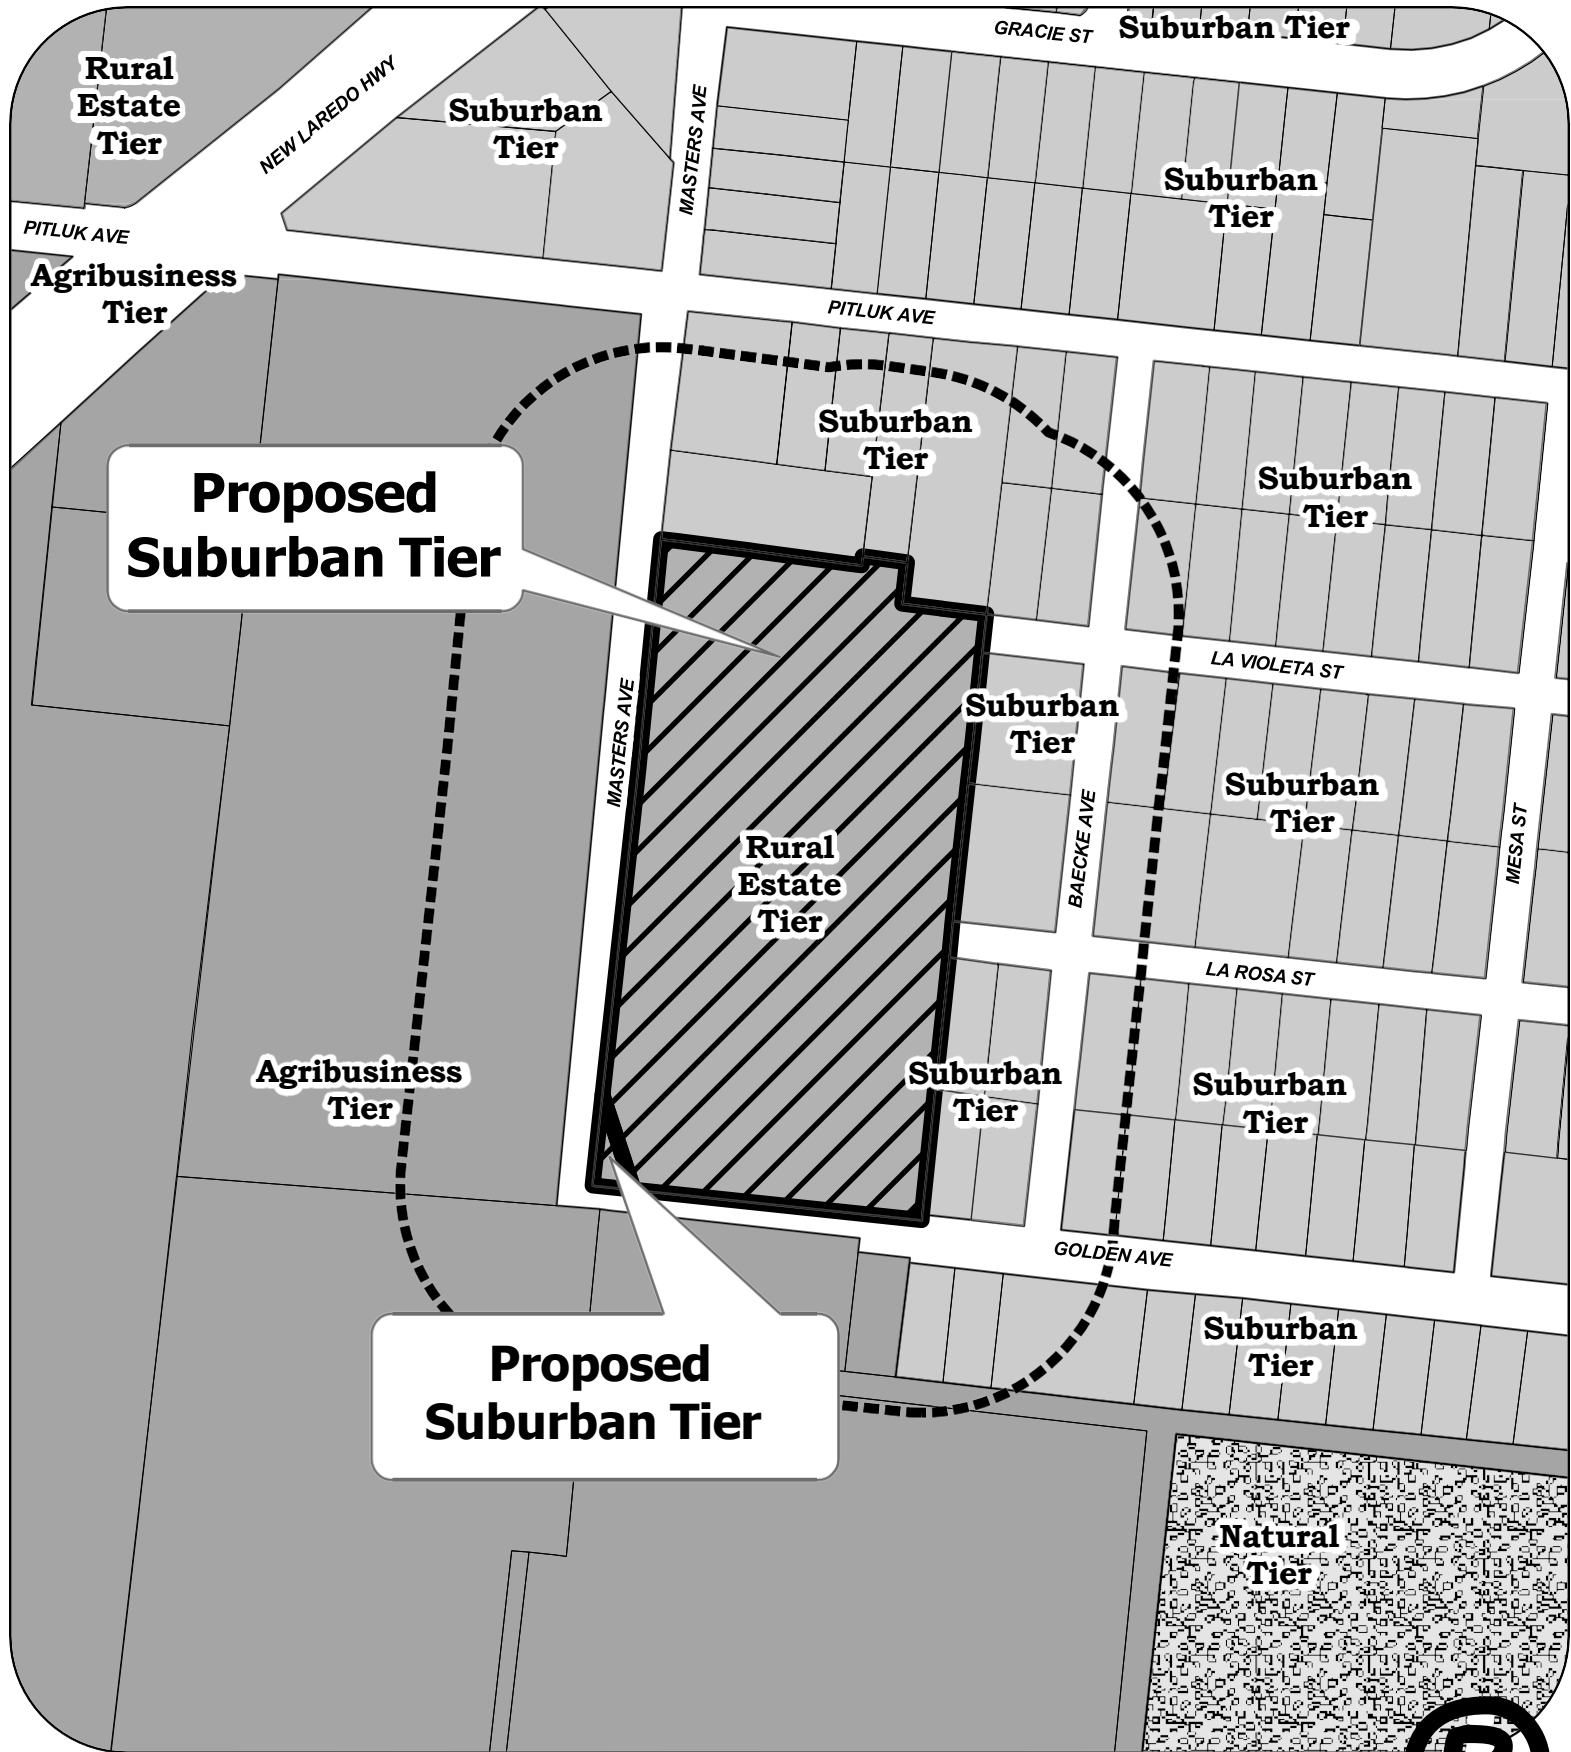 GRACIE ST
Suburban Tier
Rural
Estate
Tier
NEW LAREDO HWY
Suburban
Tier
MASTERS AVE
Suburban
Tier
PITLUK AVE
Agribusiness
Tier
PITLUK AVE
Suburban
Tier
Suburban
Tier
Proposed
Suburban Tier
LA VIOLETA ST
MASTERS AVE
Suburban
Tier
Suburban
Tier
BAECKE AVE
MESA ST
Rural
Estate
Tier
LA ROSA ST
Agribusiness
Tier
Suburban
Tier
Suburban
Tier
GOLDEN AVE
Suburban
Tier
Proposed
Suburban Tier
Natural
Tier